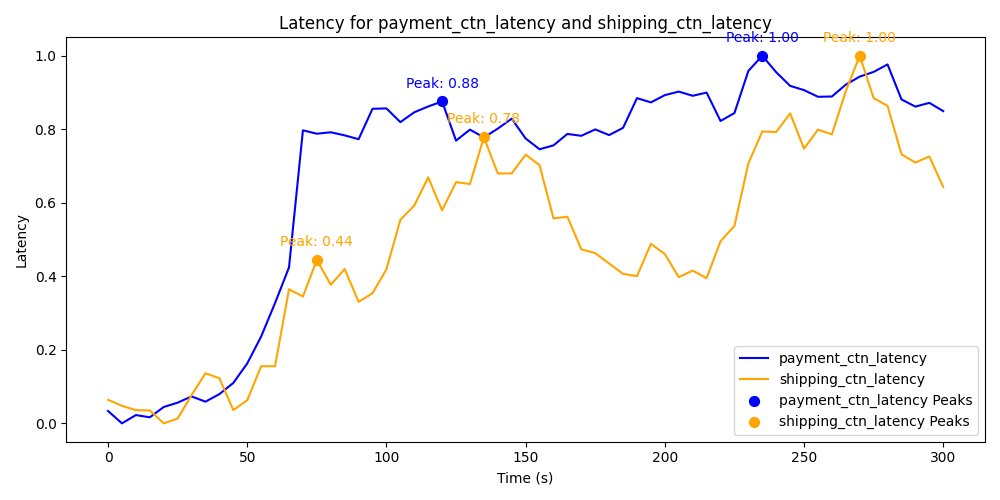 Latency for payment_ctn_latency and shipping_ctn_latency
Peak: 1.00
Peak: 1.00
Peak: 0.88
Peak: 0.78
Peak: 0.44
Latency
1.0
0.8
0.6
0.4
0.2
0.0
payment_ctn_latency
shipping_ctn_latency
payment_ctn_latency Peaks
shipping_ctn_latency Peaks
0
50
100
150
200
250
300
Time (s)